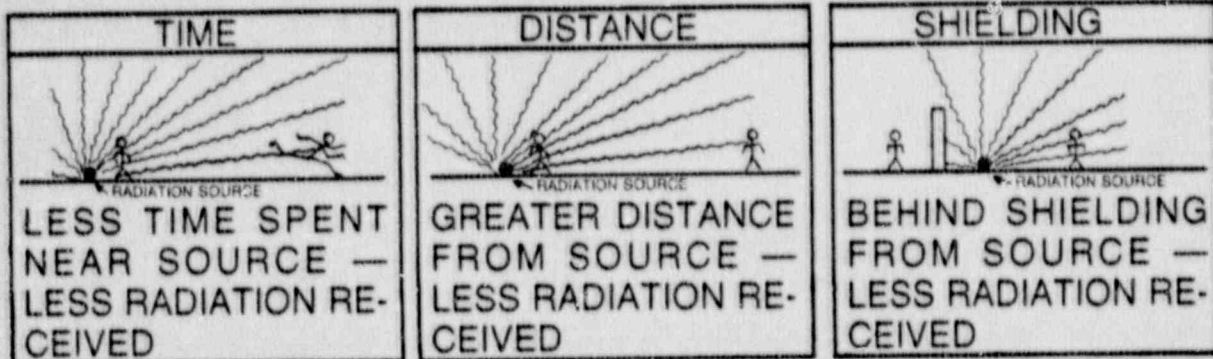 TIME
RADIATION SOURCE
LESS TIME SPENT
NEAR SOURCE —
LESS RADIATION RE-
CEIVED
DISTANCE
RADIATION SOURCE
GREATER DISTANCE
FROM SOURCE —
LESS RADIATION RE-
CEIVED
SHIELDING
RADIATION SOURCE
BEHIND SHIELDING
FROM SOURCE —
LESS RADIATION RE-
CEIVED